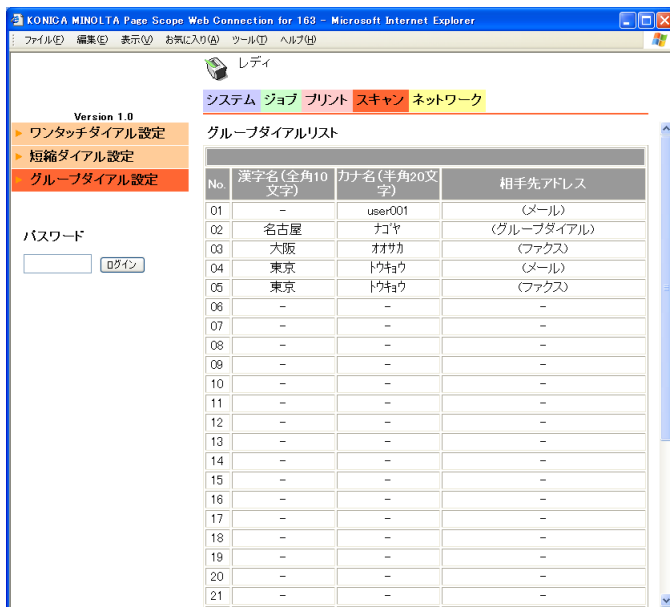 KONICA MINOLTA Page Scope Web Connection for 163 - Microsoft Internet Explorer
ファイル(F) 編集(E) 表示(V) お気に入り(A) ツール(T) ヘルプ(H)
レディ
システム ジョブ プリント スキャン ネットワーク
Version 1.0
ワンタッチダイアル設定
短縮ダイアル設定
グループダイアル設定
パスワード
ログイン
グループダイアルリスト
No. 漢字名(全角10文字) カナ名(半角20文字) 相手先アドレス
01 - user001 (メール)
02 名古屋 ナゴヤ (グループダイアル)
03 大阪 オオサカ (ファクス)
04 東京 トウキョウ (メール)
05 東京 トウキョウ (ファクス)
06 - - -
07 - - -
08 - - -
09 - - -
10 - - -
11 - - -
12 - - -
13 - - -
14 - - -
15 - - -
16 - - -
17 - - -
18 - - -
19 - - -
20 - - -
21 - - -